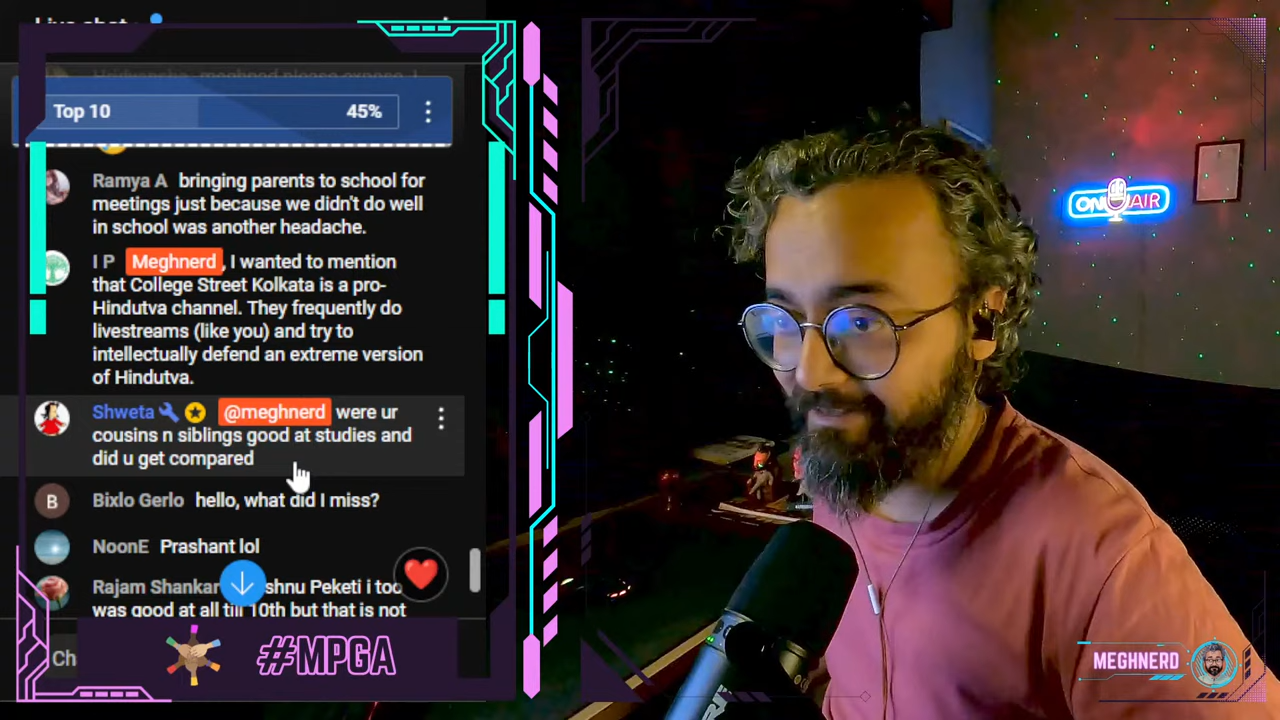 Live chat
Top 10 45%
Ramya A bringing parents to school for
meetings just because we didn't do well
in school was another headache.
I P Meghnerd, I wanted to mention
that College Street Kolkata is a pro-
Hindutva channel. They frequently do
livestreams (like you) and try to
intellectually defend an extreme version
of Hindutva.
Shweta @meghnerd were ur
cousins n siblings good at studies and
did u get compared
B Bixlo Gerlo hello, what did I miss?
NoonE Prashant lol
Rajam Shankar shnu Peketi i too
was good at all till 10th but that is not
Ch
#MPGA
ON AIR
MEGHNERD